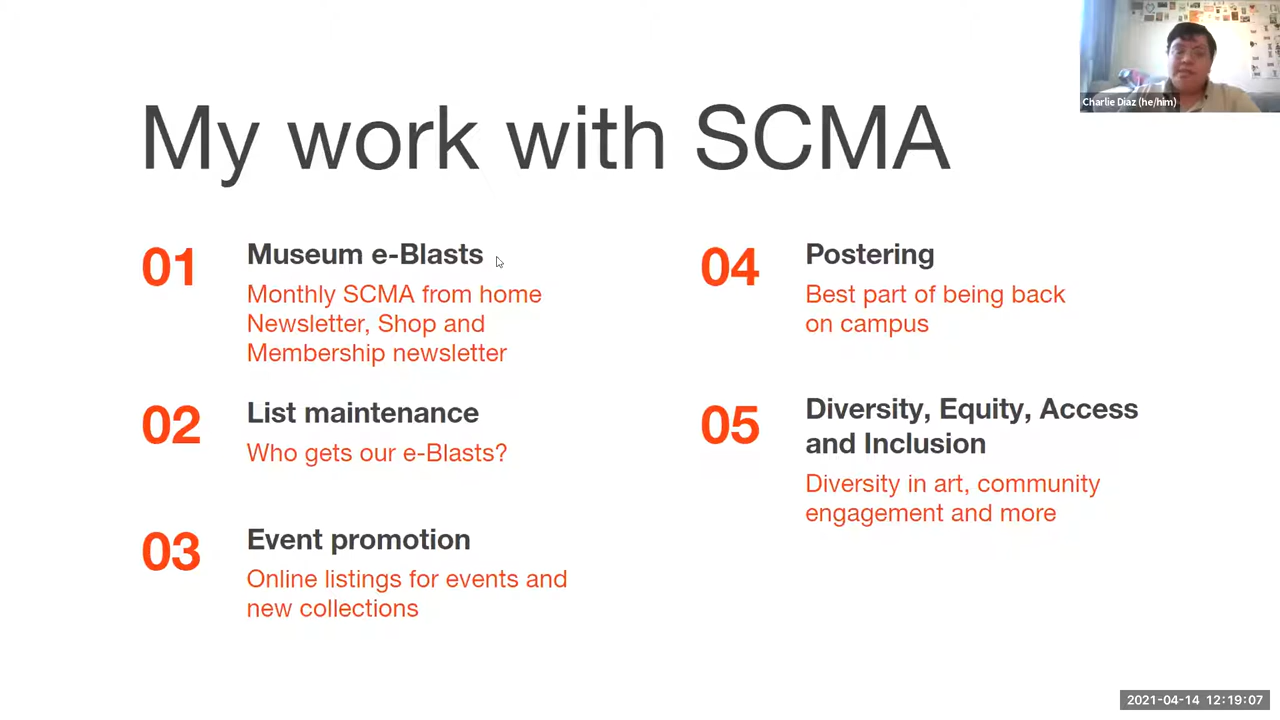 My work with SCMA
Charlie Diaz (he/him)
01
Museum e-Blasts
Monthly SCMA from home
Newsletter, Shop and
Membership newsletter
02
List maintenance
Who gets our e-Blasts?
03
Event promotion
Online listings for events and
new collections
04
Postering
Best part of being back
on campus
05
Diversity, Equity, Access
and Inclusion
Diversity in art, community
engagement and more
2021-04-14 12:19:07